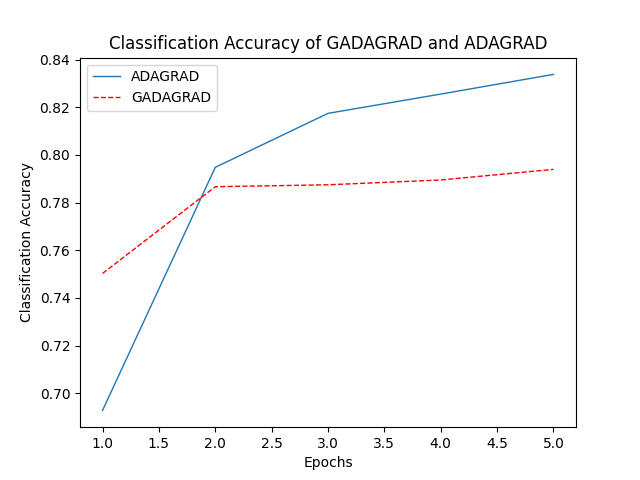 Classification Accuracy of GADAGRAD and ADAGRAD
ADAGRAD
GADAGRAD
Classification Accuracy
0.84
0.82
0.80
0.78
0.76
0.74
0.72
0.70
1.0 1.5 2.0 2.5 3.0 3.5 4.0 4.5 5.0
Epochs